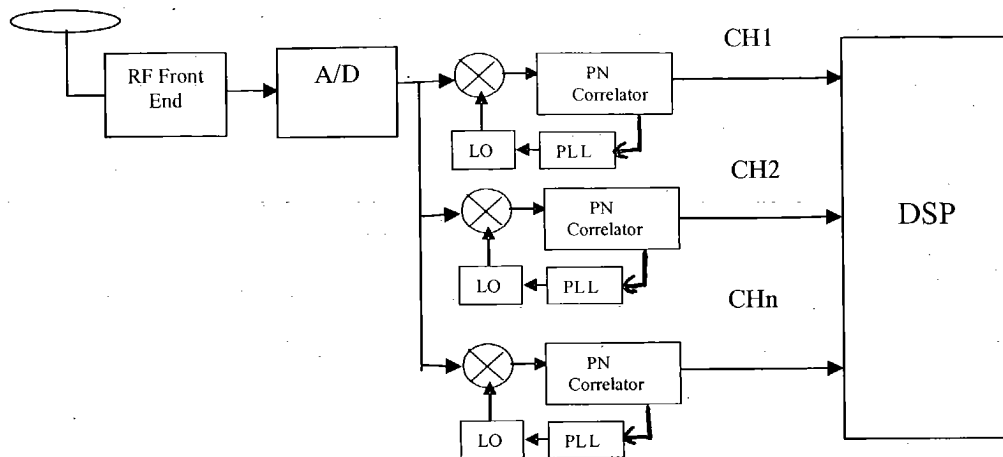 CH1
RF Front
End
A/D
PN
Correlator
LO
PLL
CH2
PN
Correlator
DSP
LO
PLL
CHn
PN
Correlator
LO
PLL